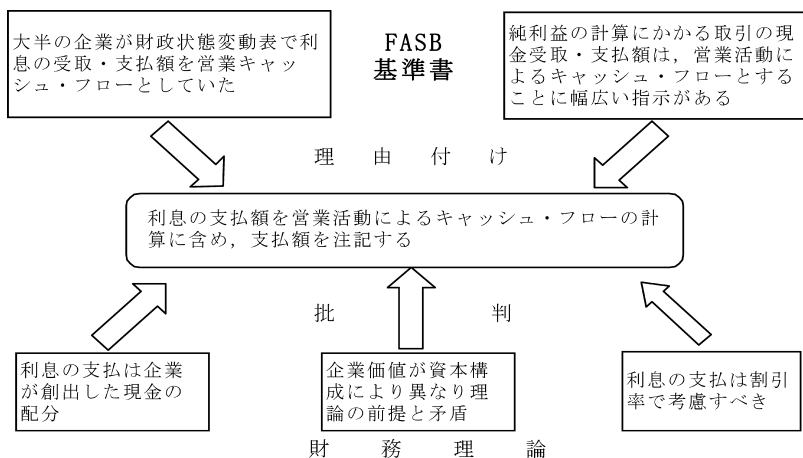 大半の企業が財政状態変動表で利
息の受取・支払額を営業キャッ
シュ・フローとしていた
FASB
基準書
純利益の計算にかかる取引の現
金受取・支払額は，営業活動に
よるキャッシュ・フローとす
ることに幅広い指示がある
理由付け
利息の支払額を営業活動によるキャッシュ・フローの計
算に含め，支払額を注記する
批判
利息の支払は企業
が創出した現金の
配分
企業価値が資本構
成により異なり理
論の前提と矛盾
利息の支払は割引
率で考慮すべき
財務理論